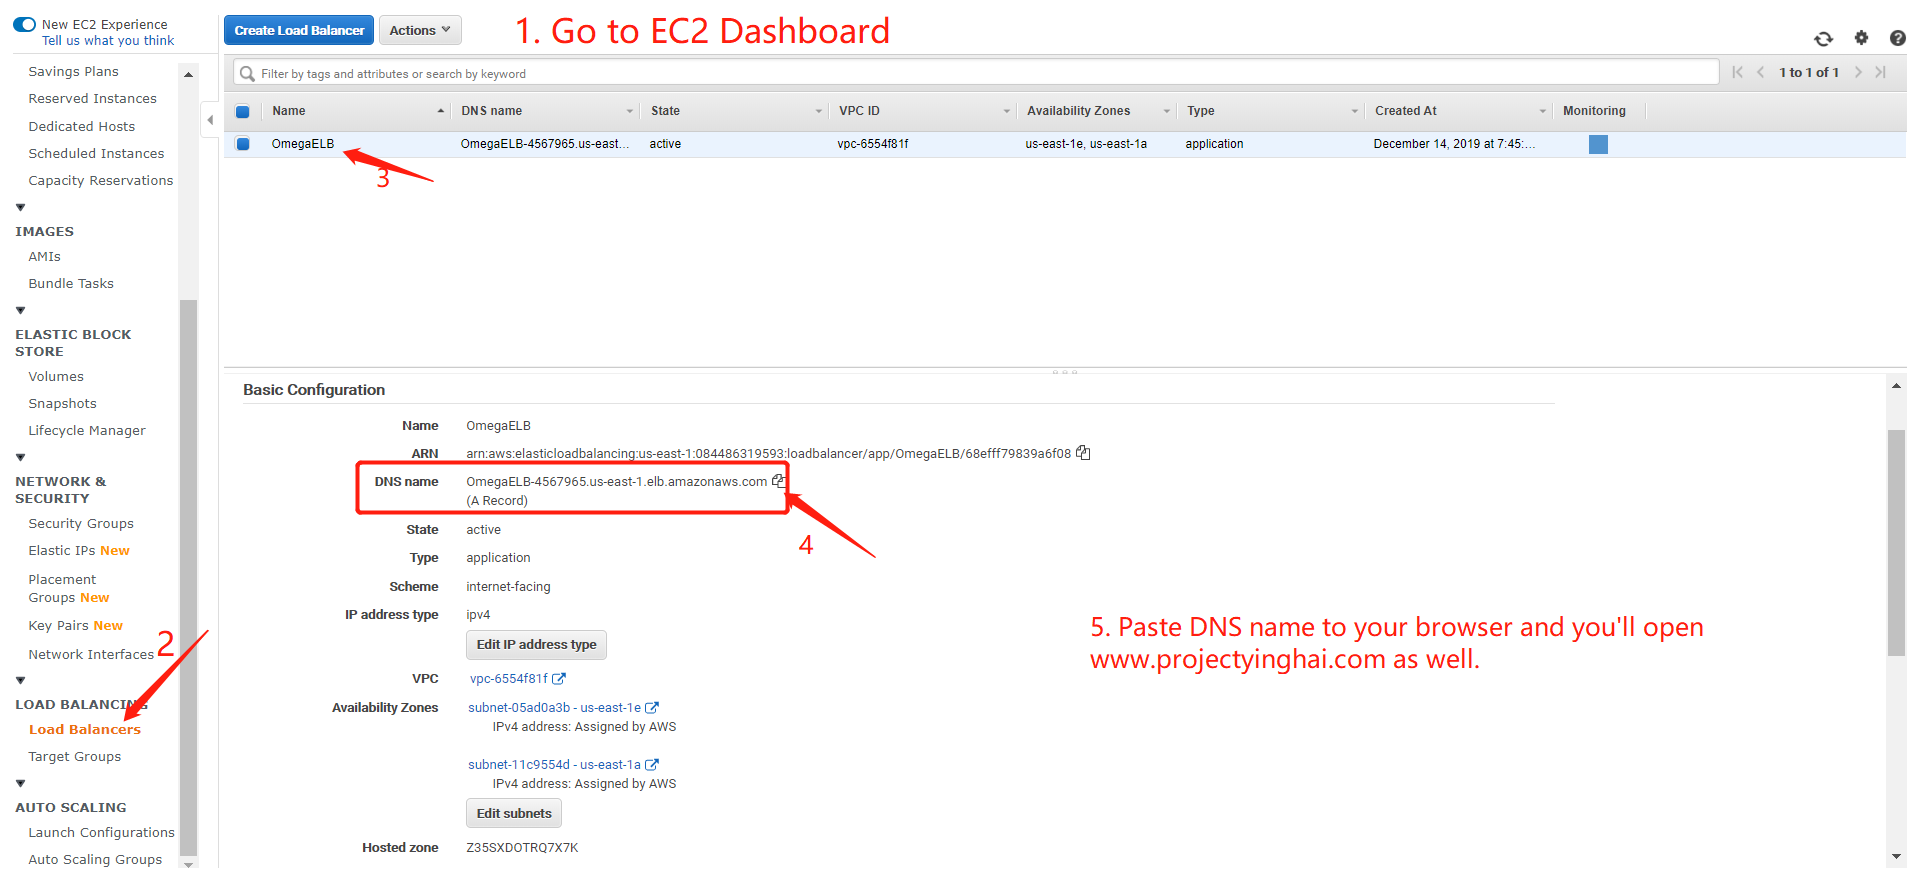 New EC2 Experience
Tell us what you think
Savings Plans
Reserved Instances
Dedicated Hosts
Scheduled Instances
Capacity Reservations
IMAGES
AMIs
Bundle Tasks
ELASTIC BLOCK
STORE
Volumes
Snapshots
Lifecycle Manager
NETWORK &
SECURITY
Security Groups
Elastic IPs New
Placement
Groups New
Key Pairs New
Network Interfaces
2
LOAD BALANCING
Load Balancers
Target Groups
AUTO SCALING
Launch Configurations
Auto Scaling Groups
Create Load Balancer Actions
1. Go to EC2 Dashboard
Filter by tags and attributes or search by keyword
1 to 1 of 1
Name DNS name State VPC ID Availability Zones Type Created At Monitoring
OmegaELB OmegaELB-4567965.us-east... active vpc-6554f81f us-east-1e, us-east-1a application December 14, 2019 at 7:45:...
3
Basic Configuration
Name OmegaELB
ARN arn:aws:elasticloadbalancing:us-east-1:084486319593:loadbalancer/app/OmegaELB/68efff79839a6f08
DNS name OmegaELB-4567965.us-east-1.elb.amazonaws.com
(A Record)
State active
4
Type application
Scheme internet-facing
IP address type ipv4
Edit IP address type
5. Paste DNS name to your browser and you'll open
www.projectyinghai.com as well.
VPC vpc-6554f81f
Availability Zones subnet-05ad0a3b - us-east-1e
IPv4 address: Assigned by AWS
subnet-11c9554d - us-east-1a
IPv4 address: Assigned by AWS
Edit subnets
Hosted zone Z35SXDOTRQ7X7K